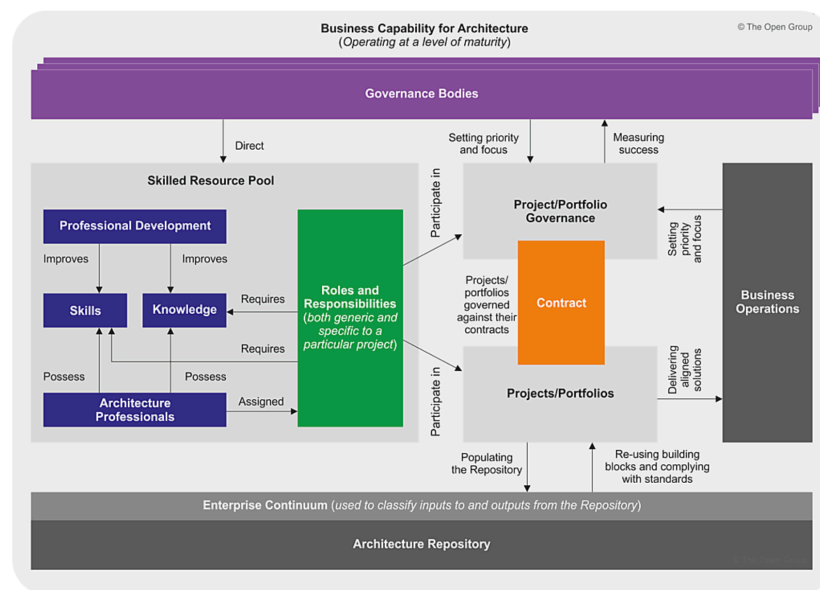 Business Capability for Architecture
(Operating at a level of maturity)
© The Open Group
Governance Bodies
Direct
Setting priority
and focus
Measuring
success
Skilled Resource Pool
Professional Development
Improves
Improves
Skills
Knowledge
Requires
Requires
Possess
Possess
Architecture
Professionals
Assigned
Roles and
Responsibilities
(both generic and
specific to a
particular project)
Participate in
Participate in
Project/Portfolio
Governance
Projects/
portfolios
governed
against their
contracts
Contract
Setting
priority
and focus
Business
Operations
Projects/Portfolios
Delivering
aligned
solutions
Populating
the Repository
Re-using building
blocks and complying
with standards
Enterprise Continuum (used to classify inputs to and outputs from the Repository)
Architecture Repository
© The Open Group